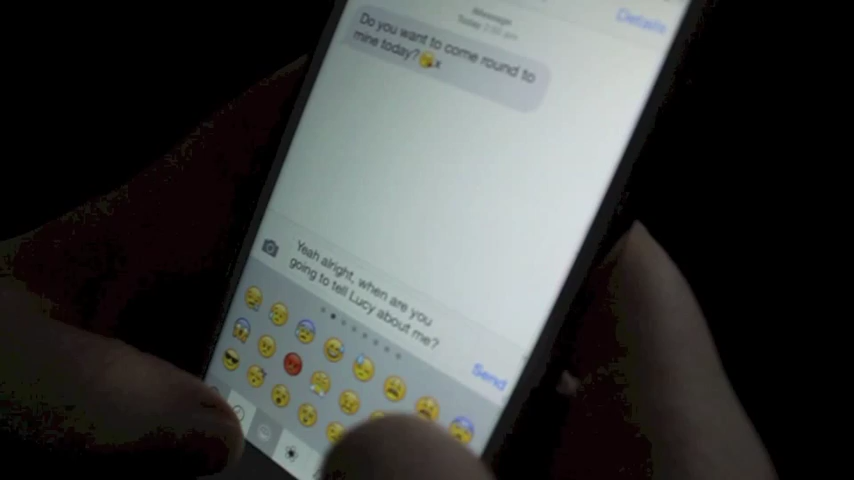 Details
iMessage
Do you want to come round to
mine today? x
Yeah alright, when are you
going to tell Lucy about me?
Send